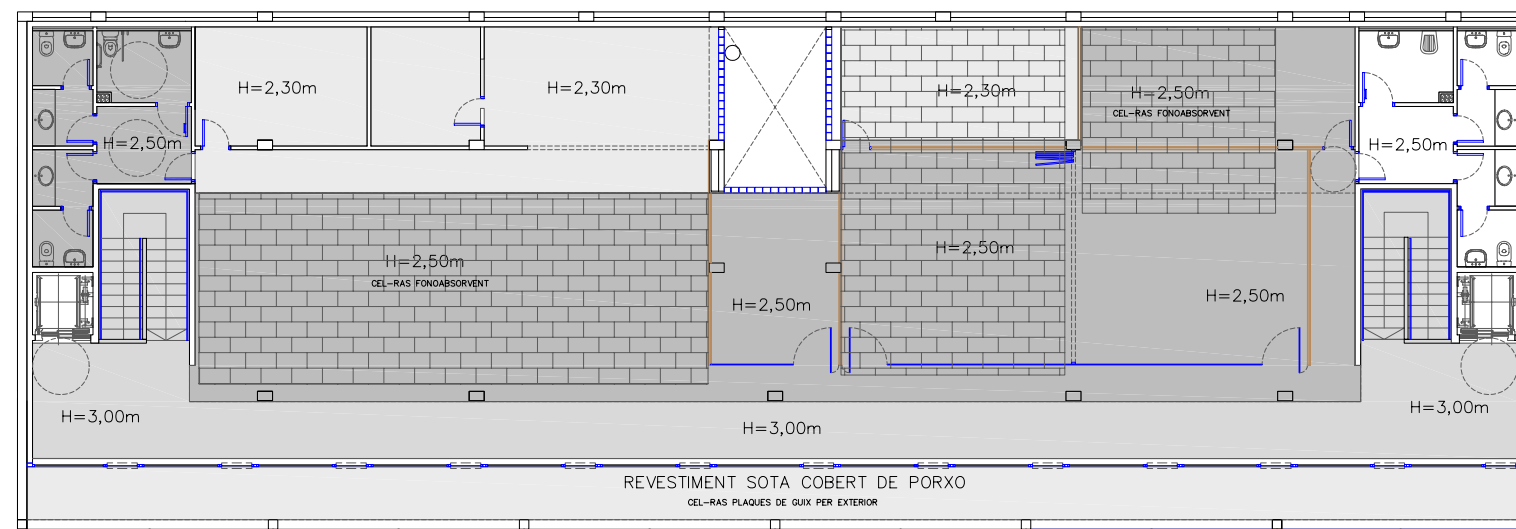 H=2,30m
H=2,30m
H=2,30m
H=2,50m
CEL-RAS FONOABSORVENT
H=2,50m
H=2,50m
H=2,50m
CEL-RAS FONOABSORVENT
H=2,50m
H=2,50m
H=2,50m
H=3,00m
H=3,00m
H=3,00m
REVESTIMENT SOTA COBERT DE PORXO
CEL-RAS PLAQUES DE GUIX PER EXTERIOR